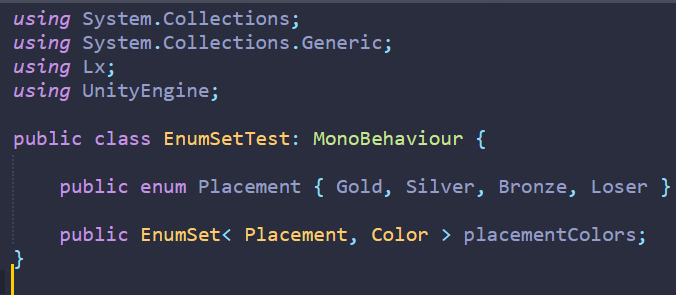 using System.Collections;
using System.Collections.Generic;
using Lx;
using UnityEngine;
public class EnumSetTest: MonoBehaviour {
public enum Placement { Gold, Silver, Bronze, Loser }
public EnumSet< Placement, Color > placementColors;
}